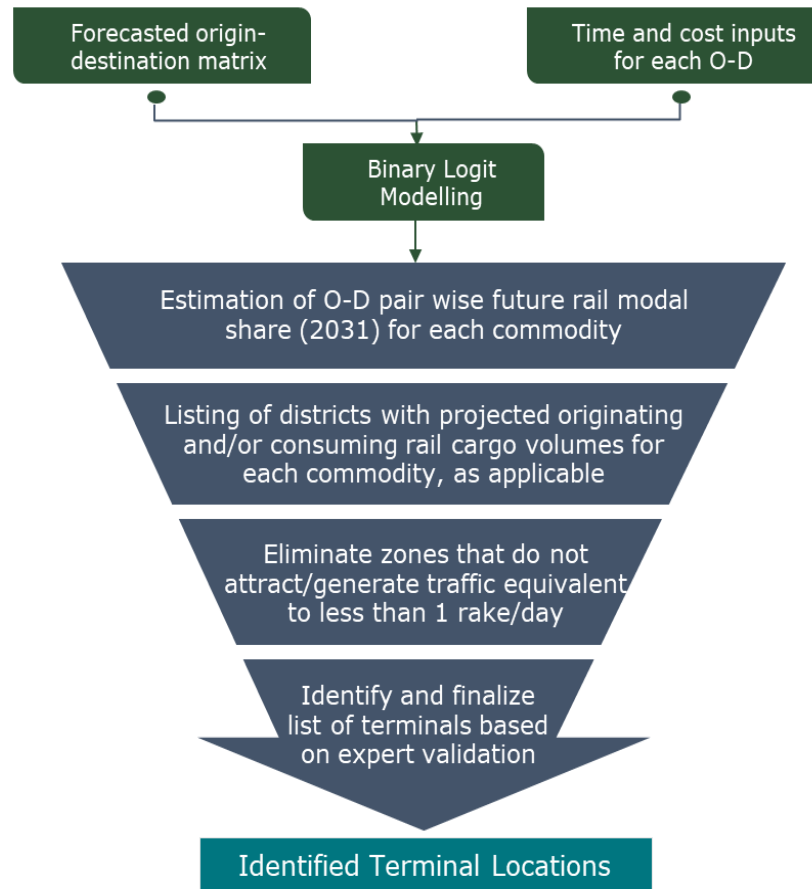 Forecasted origin-
destination matrix
Time and cost inputs
for each O-D
Binary Logit
Modelling
Estimation of O-D pair wise future rail modal
share (2031) for each commodity
Listing of districts with projected originating
and/or consuming rail cargo volumes for
each commodity, as applicable
Eliminate zones that do not
attract/generate traffic equivalent
to less than 1 rake/day
Identify and finalize
list of terminals based
on expert validation
Identified Terminal Locations